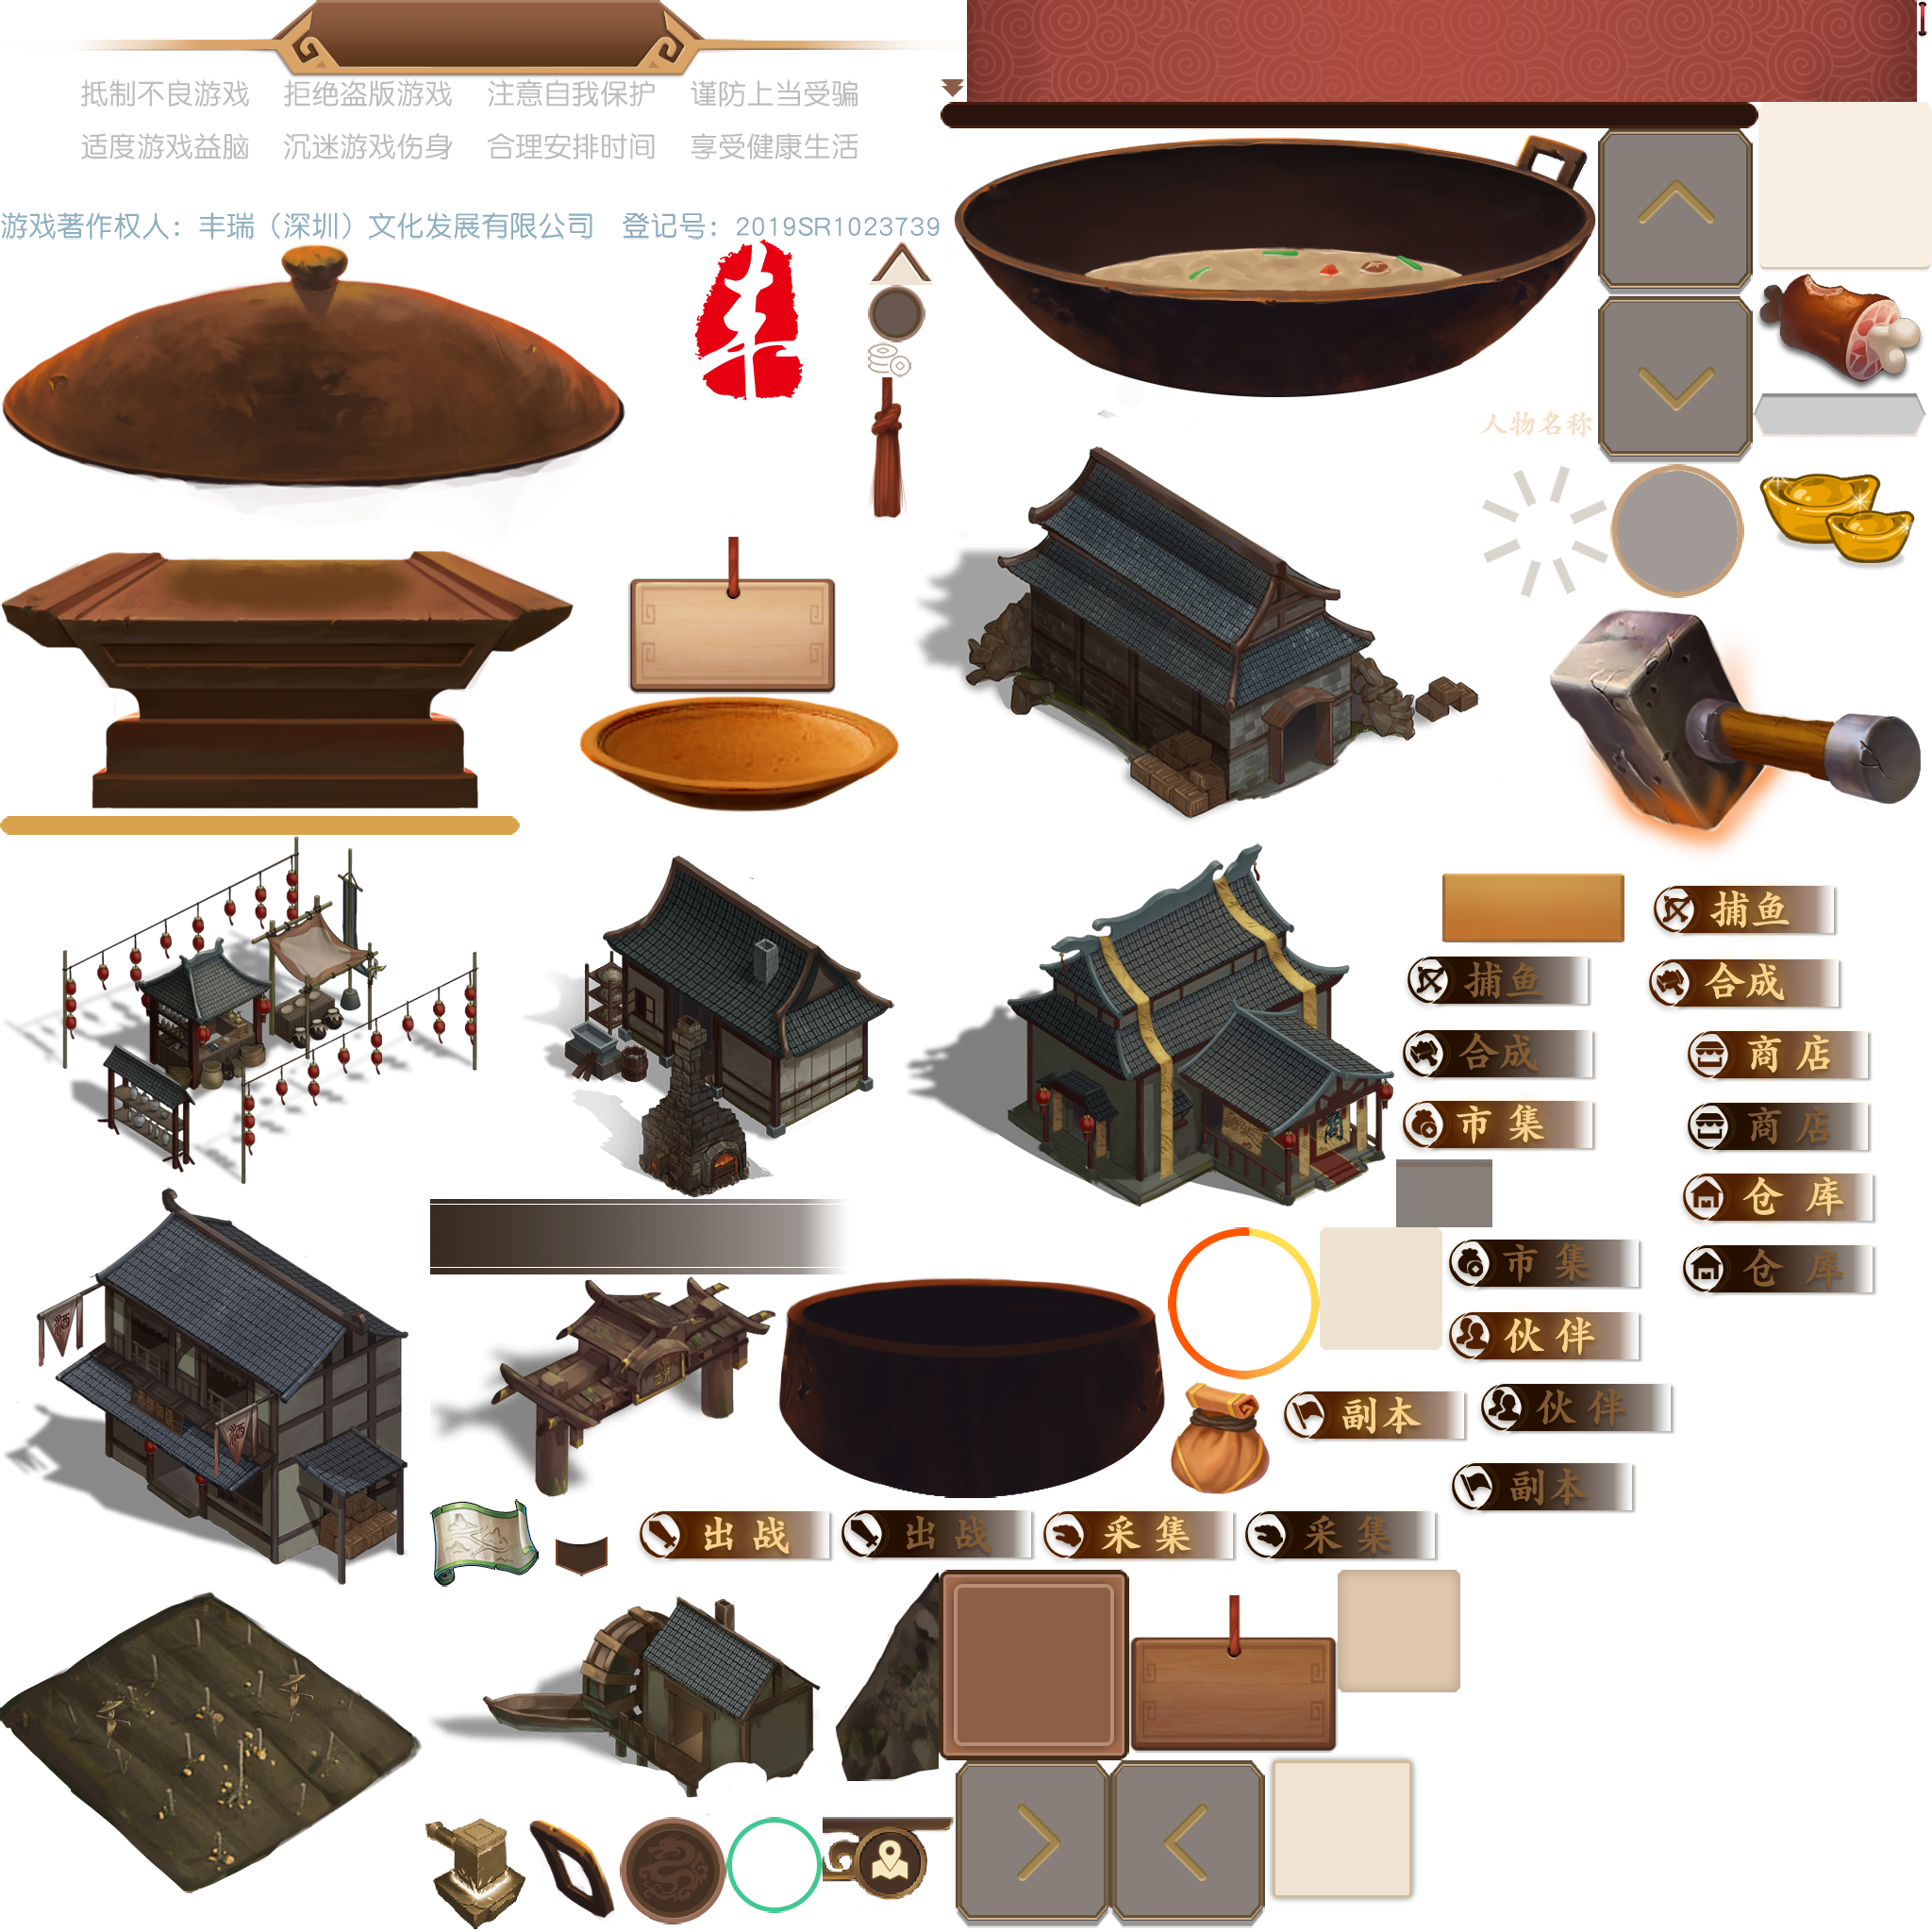 抵制不良游戏 拒绝盗版游戏 注意自我保护 谨防上当受骗
适度游戏益脑 沉迷游戏伤身 合理安排时间 享受健康生活
游戏著作权人：丰瑞（深圳）文化发展有限公司 登记号：2019SR1023739
人物名称
捕鱼
捕鱼
合成
合成
商店
市集
商店
仓库
市集
仓库
伙伴
副本
伙伴
副本
出战
出战
采集
采集
酒
酒